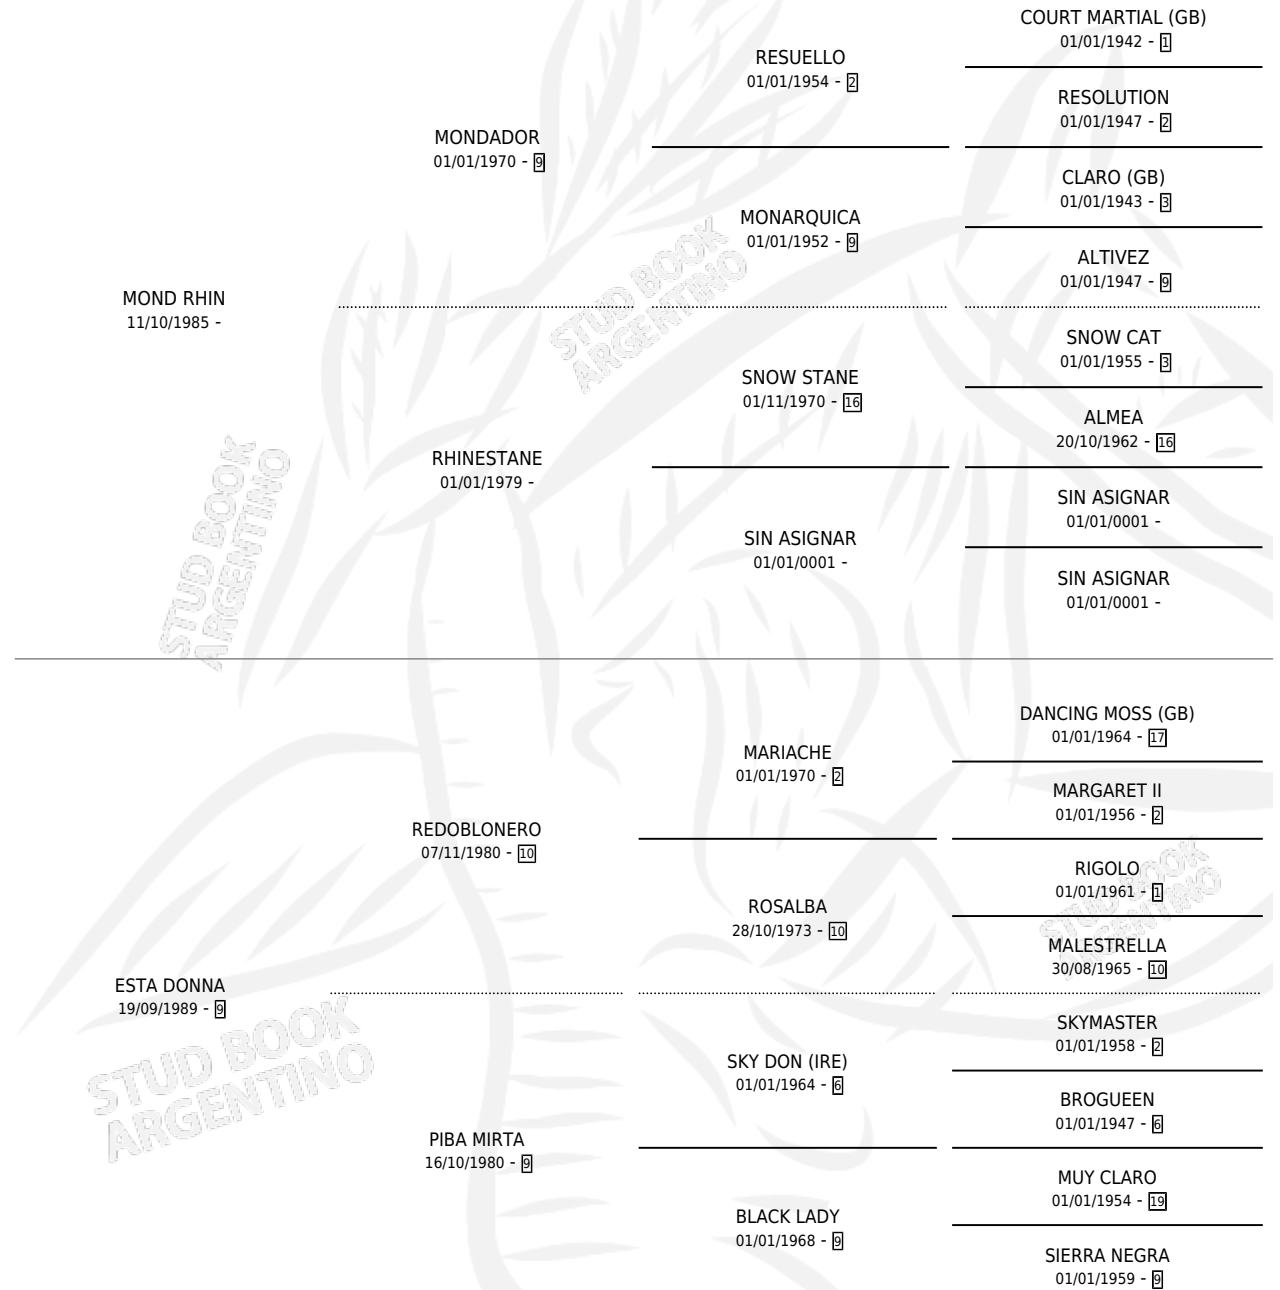 COURT MARTIAL (GB)
01/01/1942 - 1
RESUELLO
01/01/1954 - 2
RESOLUTION
01/01/1947 - 2
MONDADOR
01/01/1970 - 9
CLARO (GB)
01/01/1943 - 3
MONARQUICA
01/01/1952 - 9
ALTIVEZ
01/01/1947 - 9
MOND RHIN
11/10/1985 -
SNOW CAT
01/01/1955 - 3
SNOW STANE
01/11/1970 - 16
ALMEA
20/10/1962 - 16
RHINESTANE
01/01/1979 -
SIN ASIGNAR
01/01/0001 -
SIN ASIGNAR
01/01/0001 -
SIN ASIGNAR
01/01/0001 -
DANCING MOSS (GB)
01/01/1964 - 17
MARIACHE
01/01/1970 - 2
MARGARET II
01/01/1956 - 2
REDOBLONERO
07/11/1980 - 10
RIGOLO
01/01/1961 - 1
ROSALBA
28/10/1973 - 10
MALESTRELLA
30/08/1965 - 10
ESTA DONNA
19/09/1989 - 9
SKYMASTER
01/01/1958 - 2
SKY DON (IRE)
01/01/1964 - 6
BROGUEEN
01/01/1947 - 6
PIBA MIRTA
16/10/1980 - 9
MUY CLARO
01/01/1954 - 19
BLACK LADY
01/01/1968 - 9
SIERRA NEGRA
01/01/1959 - 9
STUD BOOK
ARGENTINO
STUD BOOK
ARGENTINO
STUD BOOK
ARGENTINO
STUD BOOK
ARGENTINO